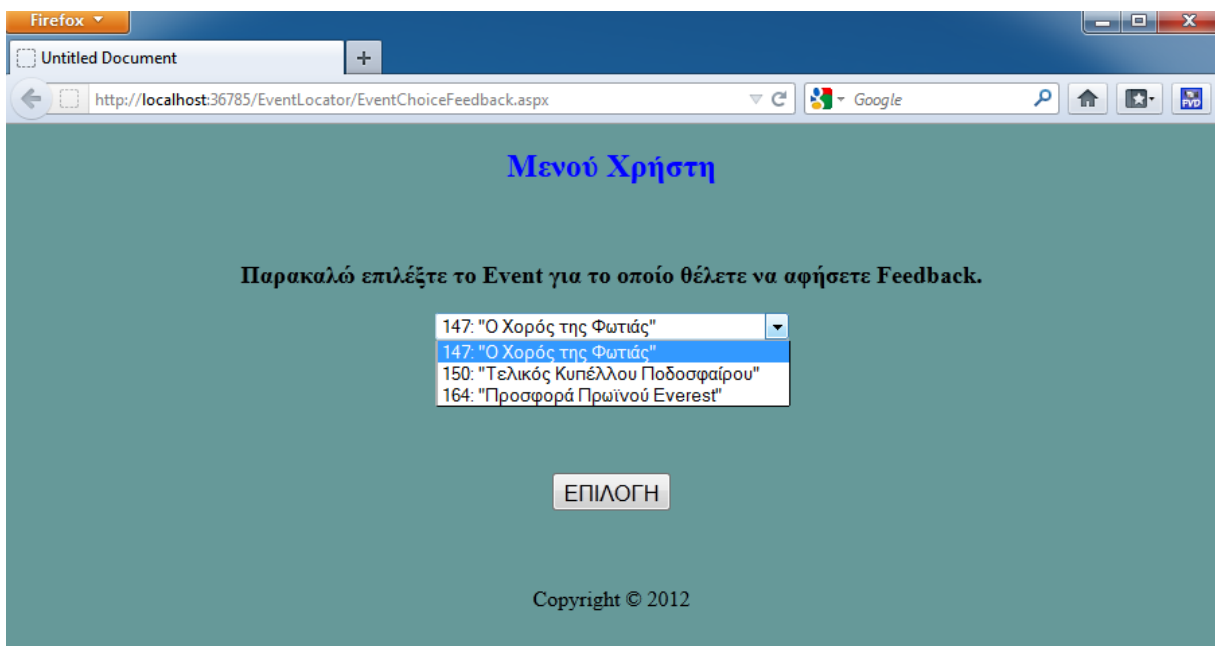 Firefox
Untitled Document
http://localhost:36785/EventLocator/EventChoiceFeedback.aspx
Google
FVD
Μενού Χρήστη
Παρακαλώ επιλέξτε το Event για το οποίο θέλετε να αφήσετε Feedback.
147: "Ο Χορός της Φωτιάς"
147: "Ο Χορός της Φωτιάς"
150: "Τελικός Κυπέλλου Ποδοσφαίρου"
164: "Προσφορά Πρωϊνού Everest"
ΕΠΙΛΟΓΗ
Copyright © 2012